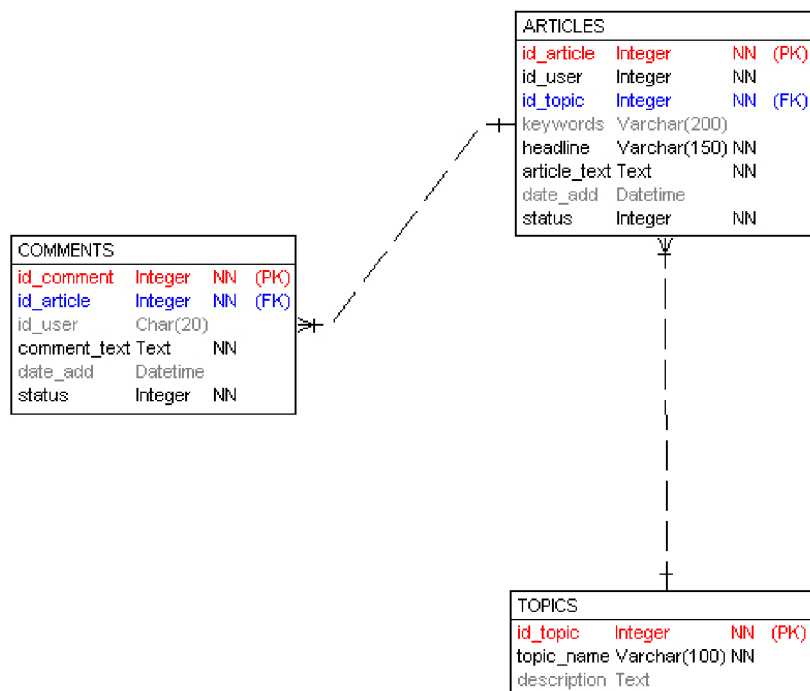 ARTICLES
id_article Integer NN (PK)
id_user Integer NN
id_topic Integer NN (FK)
keywords Varchar(200)
headline Varchar(150) NN
article_text Text NN
date_add Datetime
status Integer NN
COMMENTS
id_comment Integer NN (PK)
id_article Integer NN (FK)
id_user Char(20)
comment_text Text NN
date_add Datetime
status Integer NN
TOPICS
id_topic Integer NN (PK)
topic_name Varchar(100) NN
description Text